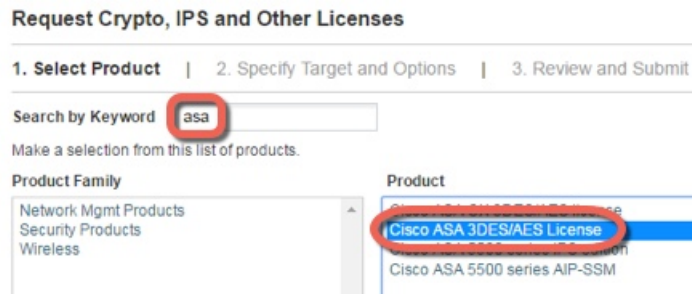 Request Crypto, IPS and Other Licenses
1. Select Product | 2. Specify Target and Options | 3. Review and Submit
Search by Keyword asa
Make a selection from this list of products.
Product Family
Network Mgmt Products
Security Products
Wireless
Product
Cisco ASA 3DES/AES License
Cisco ASA 5500 series AIP-SSM